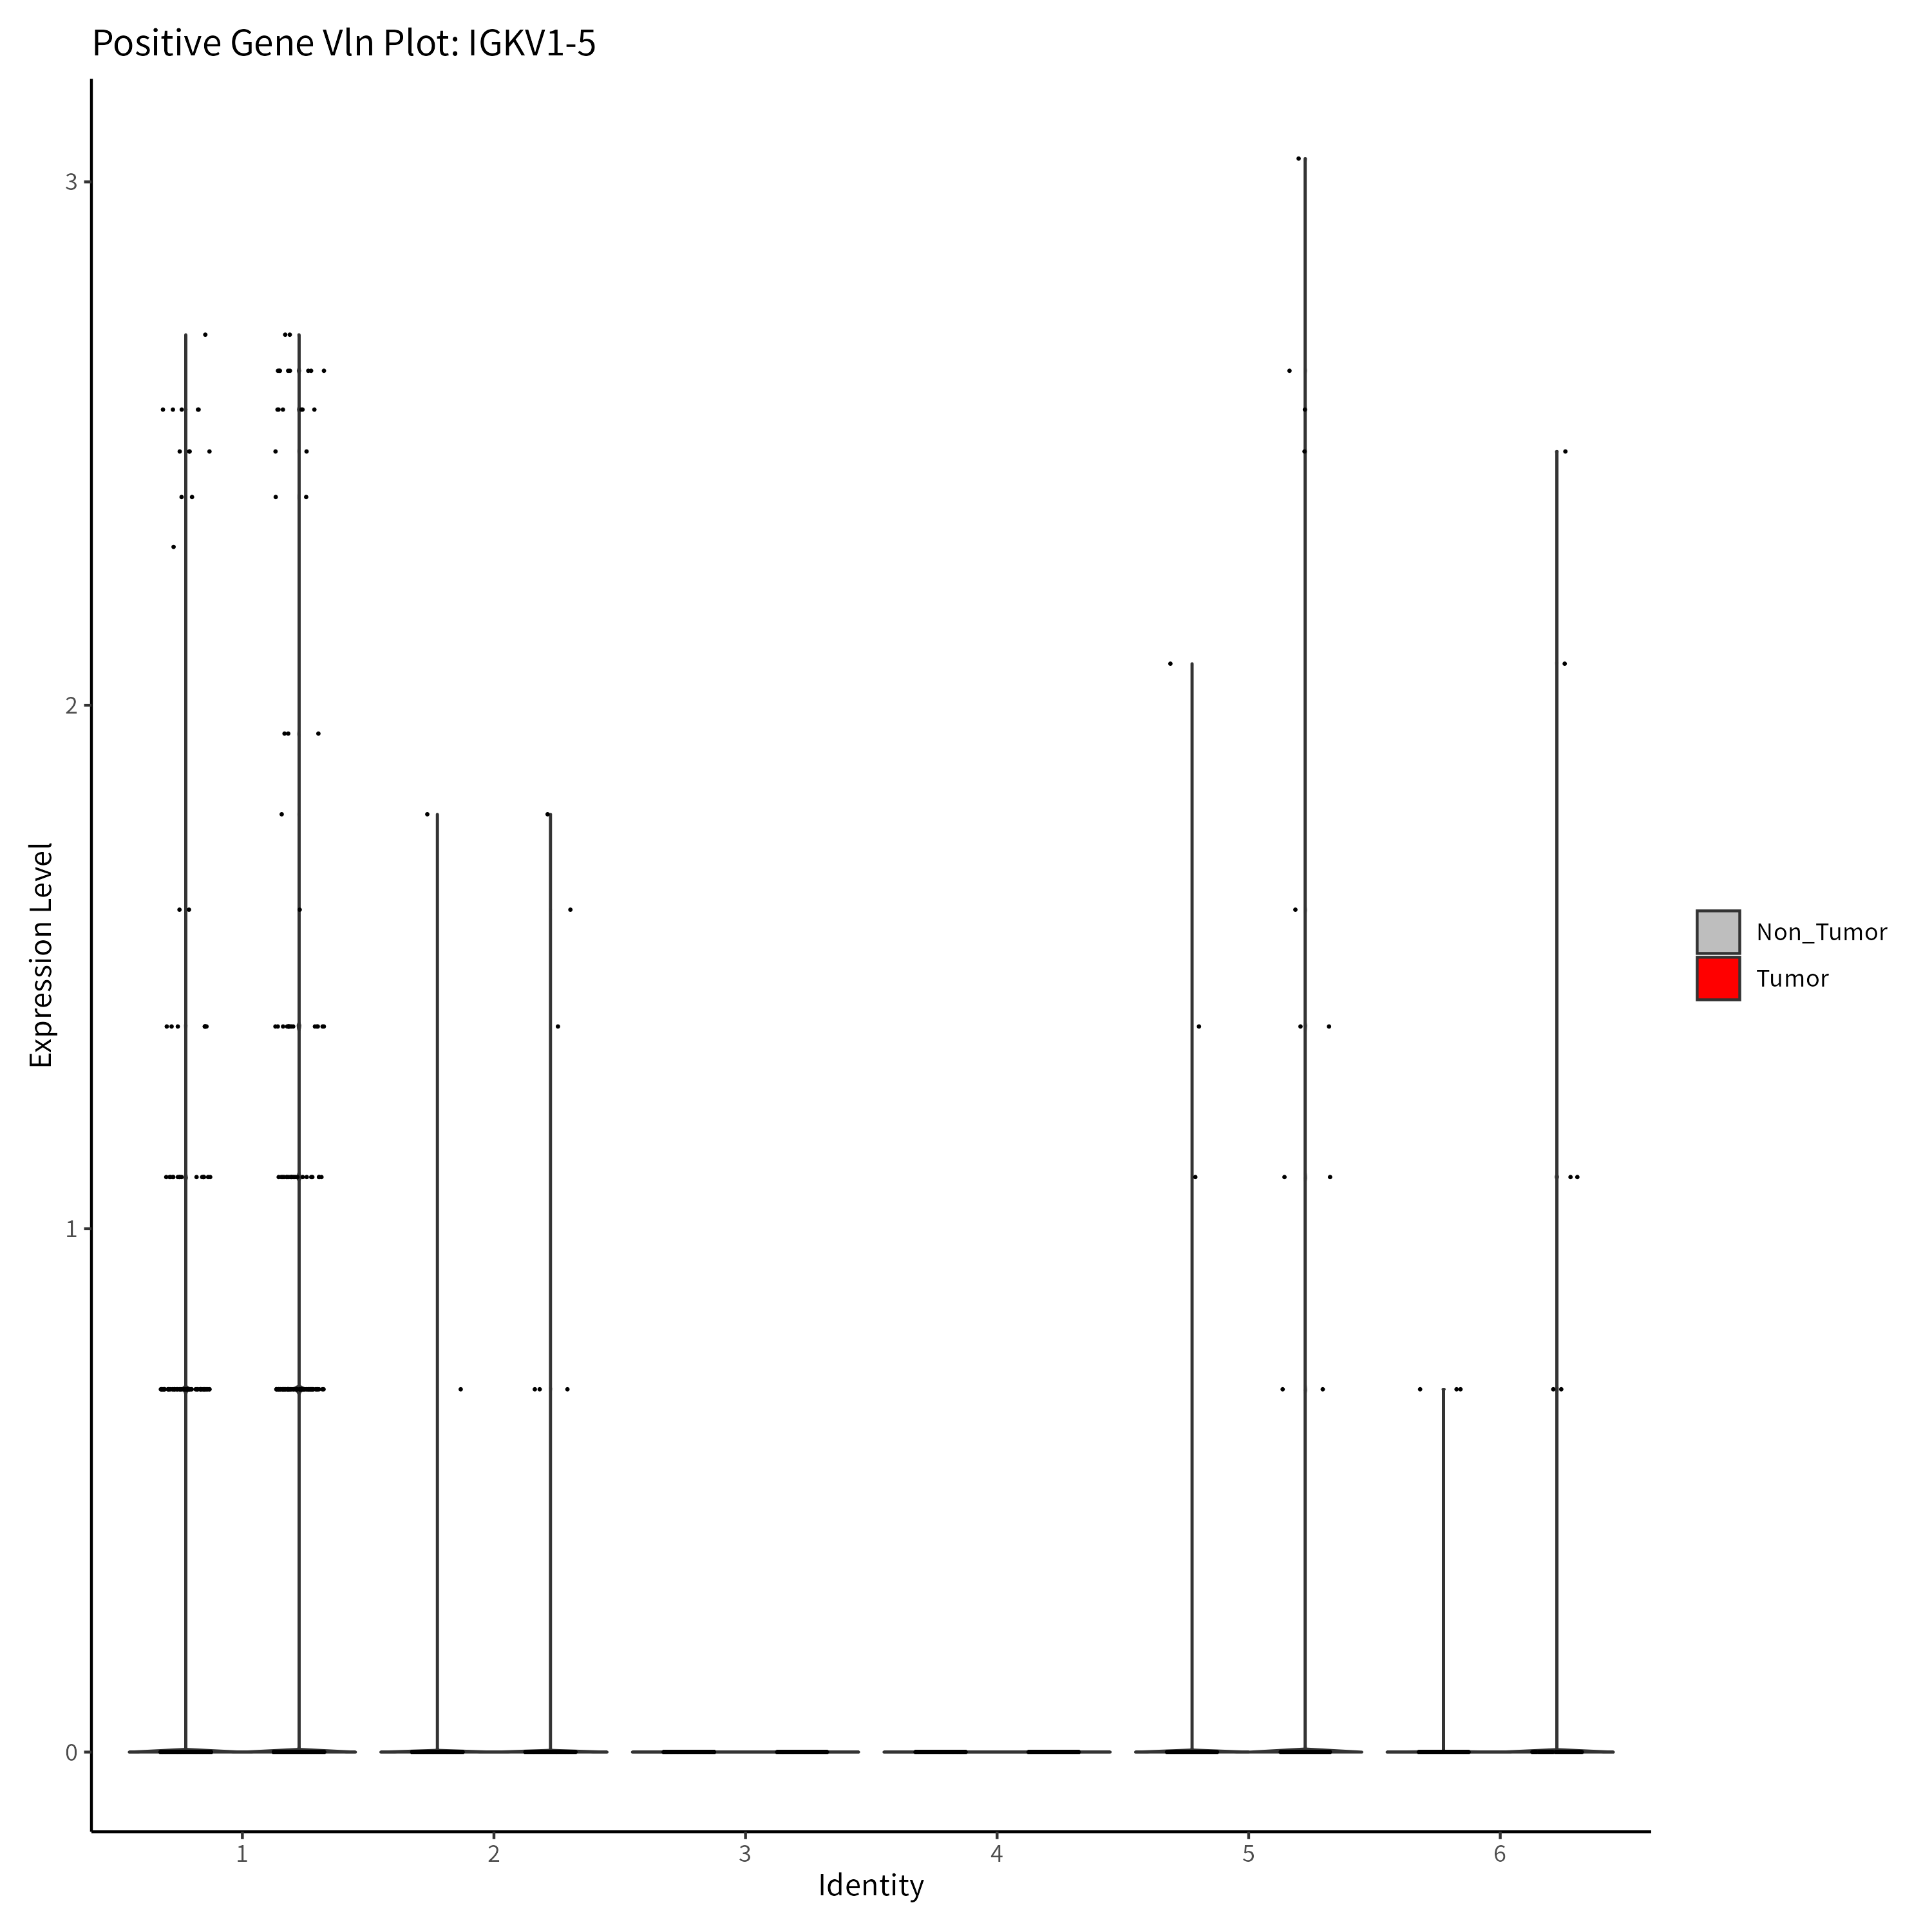 Positive Gene Vln Plot: IGKV1-5
3
2
1
0
Expression Level
1 2 3 4 5 6
Identity
Non_Tumor
Tumor